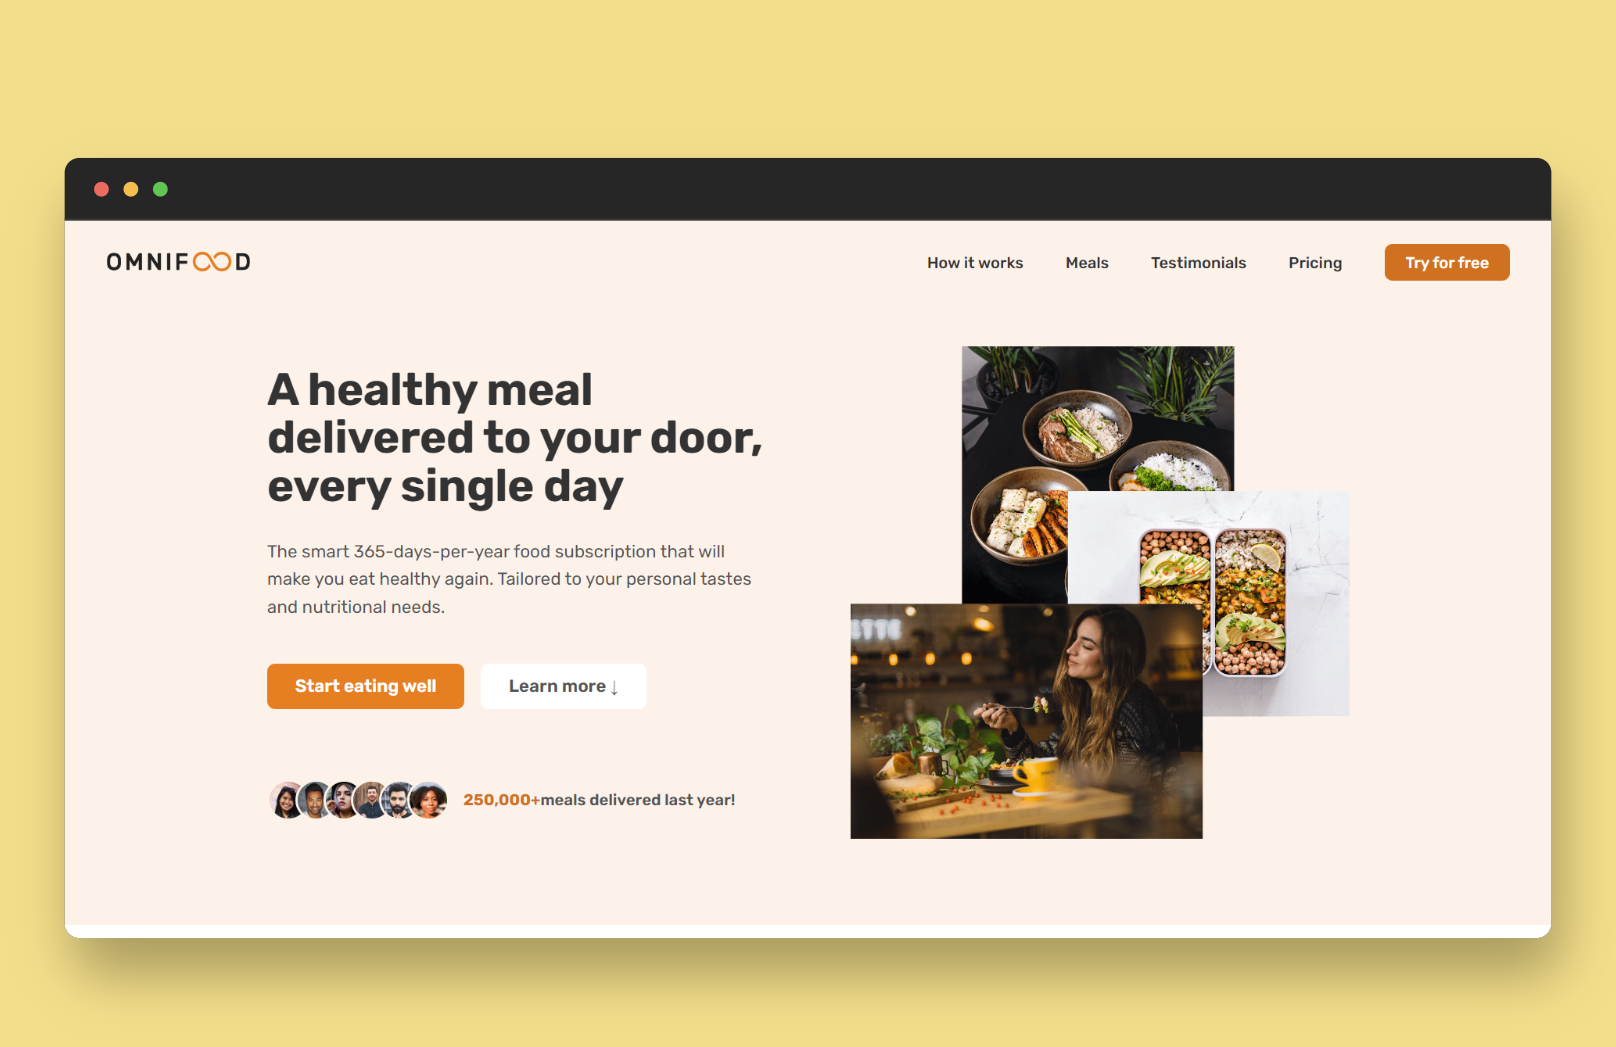 OMNIFOOD
How it works
Meals
Testimonials
Pricing
Try for free
A healthy meal
delivered to your door,
every single day
The smart 365-days-per-year food subscription that will
make you eat healthy again. Tailored to your personal tastes
and nutritional needs.
Start eating well
Learn more ↓
250,000+meals delivered last year!